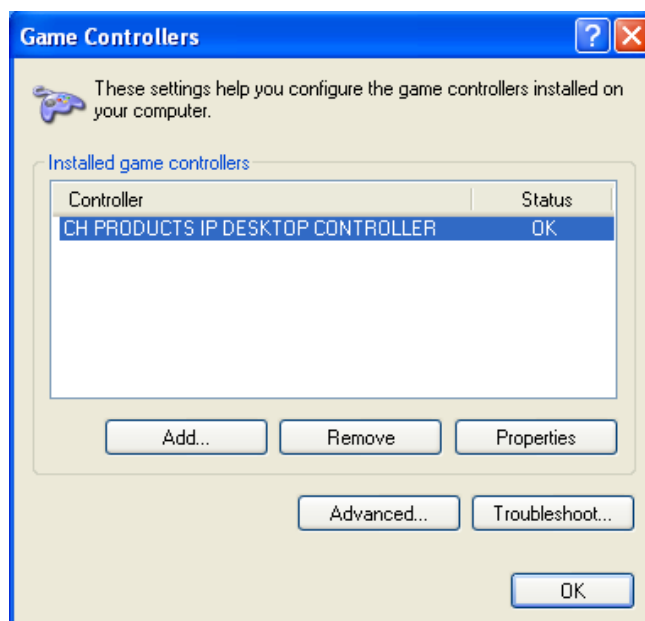 Game Controllers
?
These settings help you configure the game controllers installed on
your computer.
Installed game controllers
Controller Status
CH PRODUCTS IP DESKTOP CONTROLLER OK
Add... Remove Properties
Advanced... Troubleshoot...
OK